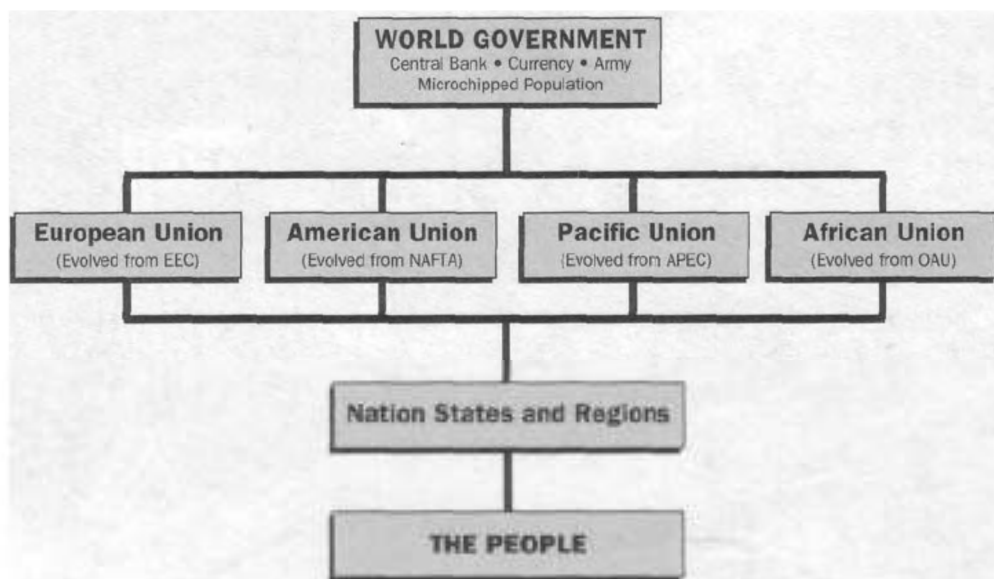 WORLD GOVERNMENT
Central Bank • Currency • Army
Microchipped Population
European Union
(Evolved from EEC)
American Union
(Evolved from NAFTA)
Pacific Union
(Evolved from APEC)
African Union
(Evolved from OAU)
Nation States and Regions
THE PEOPLE